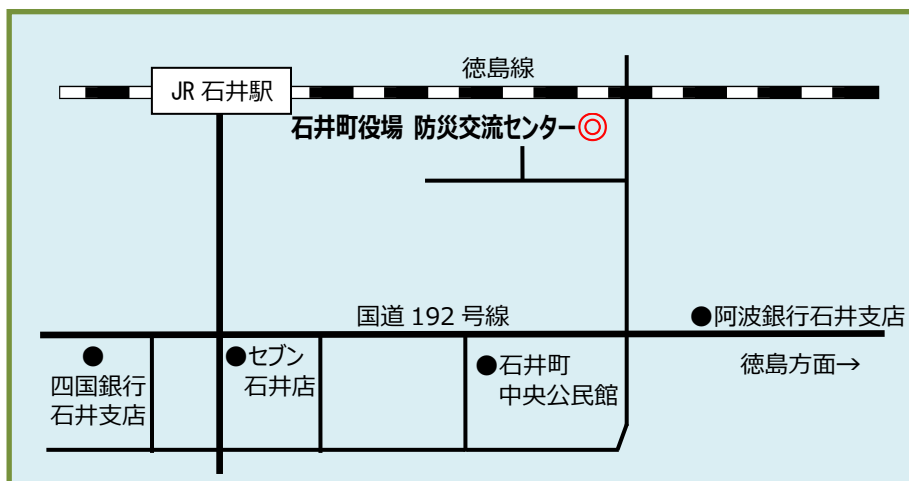 徳島線
JR 石井駅
石井町役場 防災交流センター◎
国道 192 号線
●阿波銀行石井支店
徳島方面→
●
四国銀行
石井支店
●セブン
石井店
●石井町
中央公民館